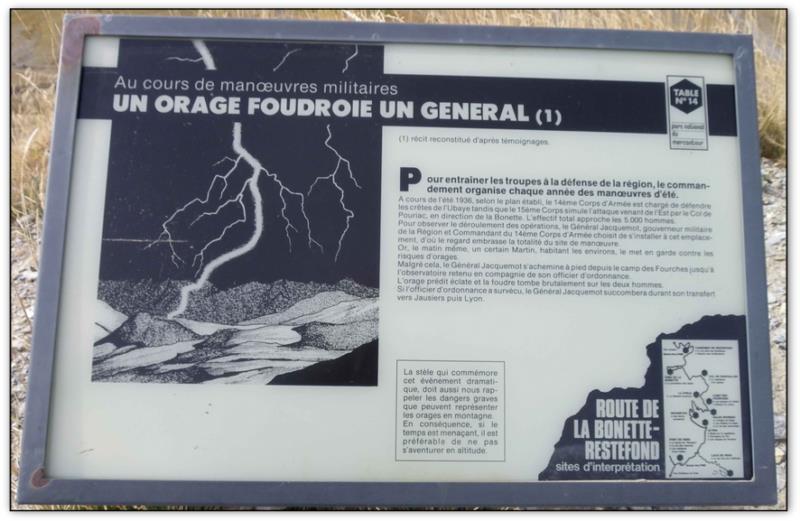 Au cours de manœuvres militaires
UN ORAGE FOUDROIE UN GENERAL (1)
TABLE
N° 14
parc national
du
mercantour
(1) récit reconstitué d'après témoignages.
Pour entraîner les troupes à la défense de la région, le comman-
dement organise chaque année des manœuvres d'été.
A cours de l'été 1936, selon le plan établi, le 14ème Corps d'Armée est chargé de défendre
les crêtes de l'Ubaye tandis que le 15ème Corps simule l'attaque venant de l'Est par le Col de
Pouriac, en direction de la Bonette. L'effectif total approche les 5.000 hommes.
Pour observer le déroulement des opérations, le Général Jacquemot, gouverneur militaire
de la Région et Commandant du 14ème Corps d'Armée choisit de s'installer à cet emplace-
ment, d'où le regard embrasse la totalité du site de manœuvre.
Or, le matin même, un certain Martin, habitant les environs, le met en garde contre les
risques d'orages.
Malgré cela, le Général Jacquemot s'achemine à pied depuis le camp des Fourches jusqu'à
l'observatoire retenu en compagnie de son officier d'ordonnance.
L'orage prédit éclate et la foudre tombe brutalement sur les deux hommes.
Si l'officier d'ordonnance a survécu, le Général Jacquemot succombera durant son transfert
vers Jausiers puis Lyon.
La stèle qui commémore
cet événement dramati-
que, doit aussi nous rap-
peler les dangers graves
que peuvent représenter
les orages en montagne.
En conséquence, si le
temps est menaçant, il est
préférable de ne pas
s'aventurer en altitude.
ROUTE DE
LA BONETTE-
RESTEFOND
sites d'interprétation